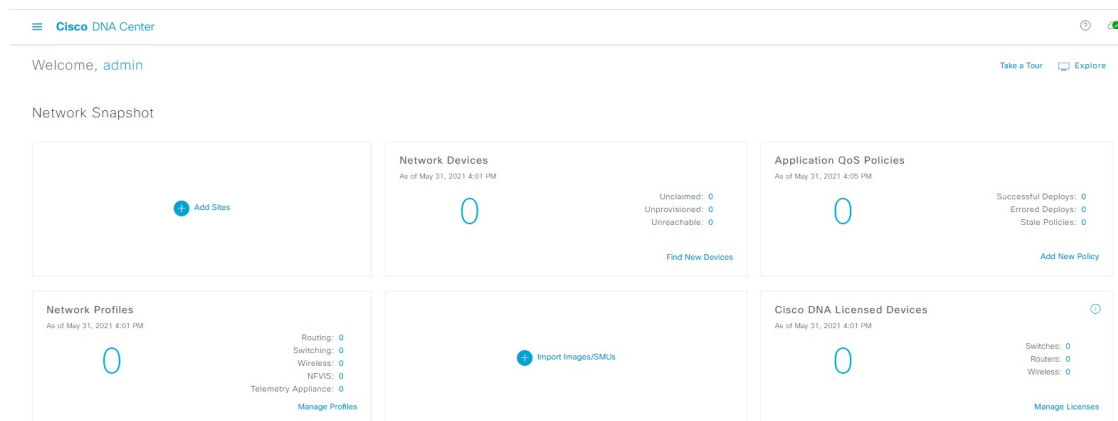 Cisco DNA Center
Welcome, admin
Take a Tour
Explore
Network Snapshot
Add Sites
Network Devices
As of May 31, 2021 4:01 PM
0
Unclaimed: 0
Unprovisioned: 0
Unreachable: 0
Find New Devices
Application QoS Policies
As of May 31, 2021 4:05 PM
0
Successful Deploys: 0
Errored Deploys: 0
Stale Policies: 0
Add New Policy
Network Profiles
As of May 31, 2021 4:01 PM
0
Routing: 0
Switching: 0
Wireless: 0
NFVIS: 0
Telemetry Appliance: 0
Manage Profiles
Import Images/SMUs
Cisco DNA Licensed Devices
As of May 31, 2021 4:01 PM
0
Switches: 0
Routers: 0
Wireless: 0
Manage Licenses